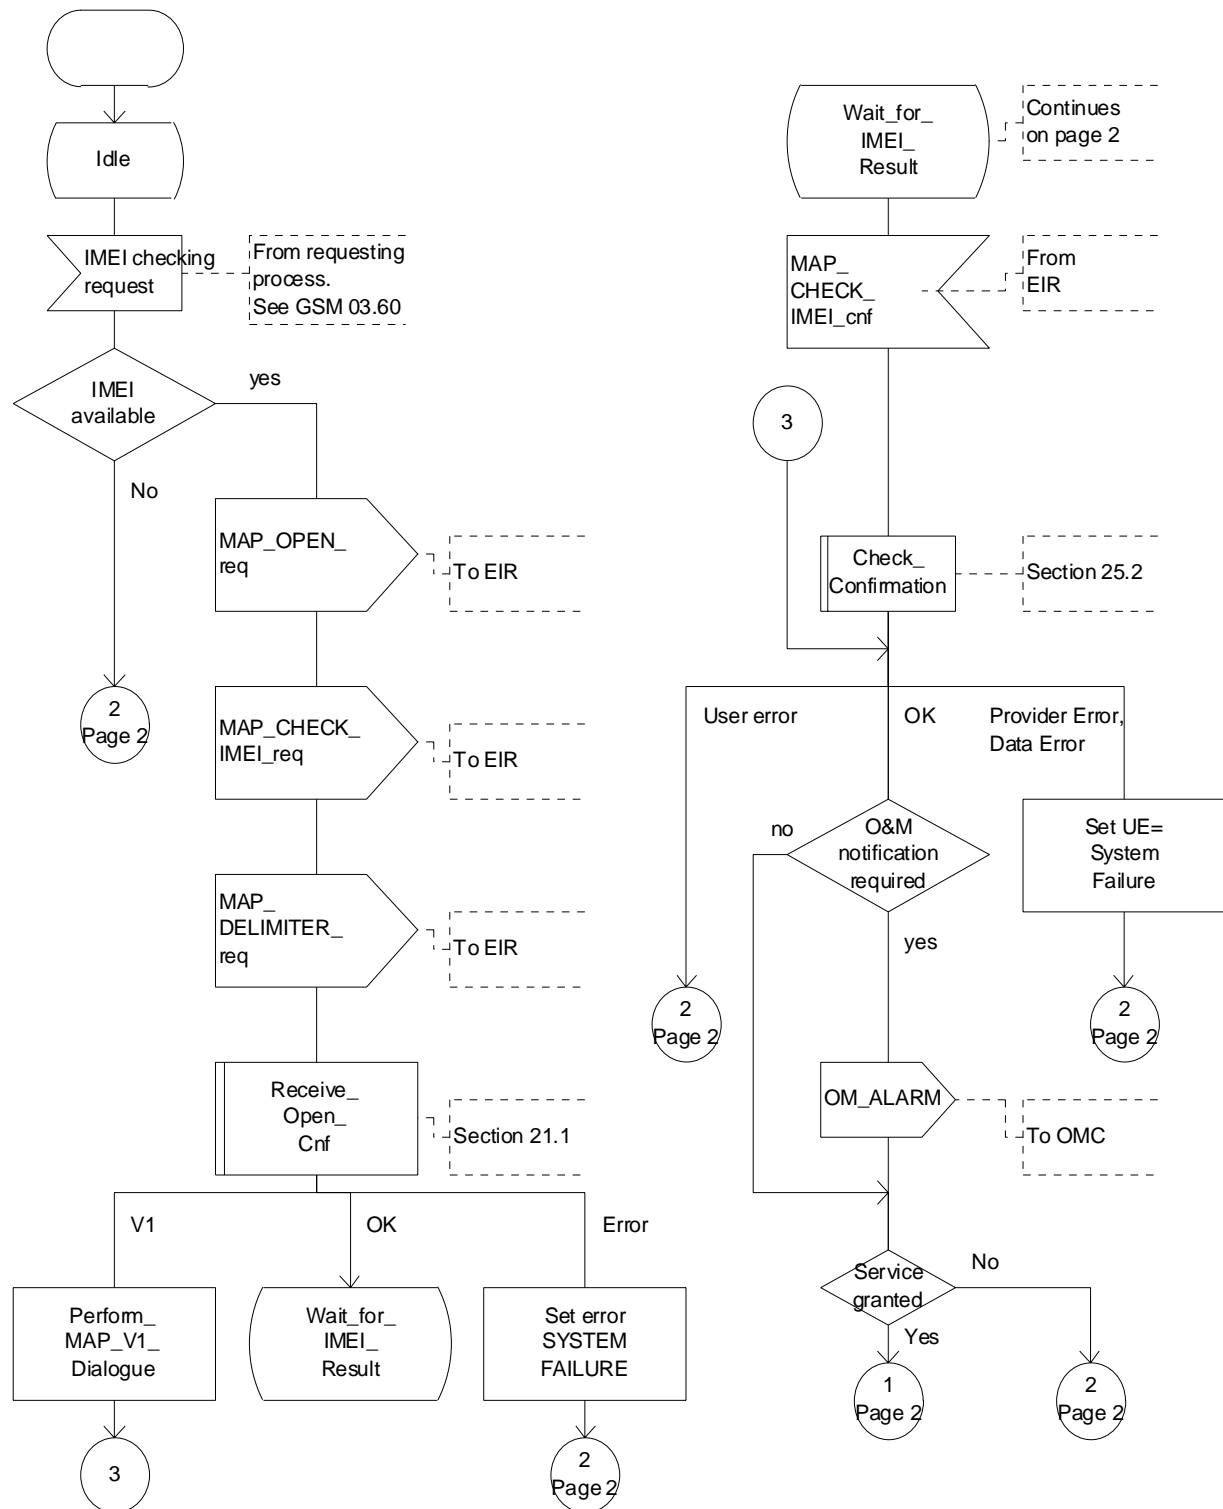 Idle
IMEI checking
request
From requesting
process.
See GSM 03.60
IMEI
available
yes
No
2
Page 2
MAP_OPEN_
req
To EIR
MAP_CHECK_
IMEI_req
To EIR
MAP_
DELIMITER_
req
To EIR
Receive_
Open_
Cnf
Section 21.1
V1
OK
Error
Perform_
MAP_V1_
Dialogue
Wait_for_
IMEI_
Result
Set error
SYSTEM
FAILURE
3
2
Page 2
Wait_for_
IMEI_
Result
Continues
on page 2
MAP_
CHECK_
IMEI_cnf
From
EIR
3
Check_
Confirmation
Section 25.2
User error
OK
Provider Error,
Data Error
no
O&M
notification
required
Set UE=
System
Failure
yes
2
Page 2
2
Page 2
OM_ALARM
To OMC
Service
granted
No
Yes
1
Page 2
2
Page 2